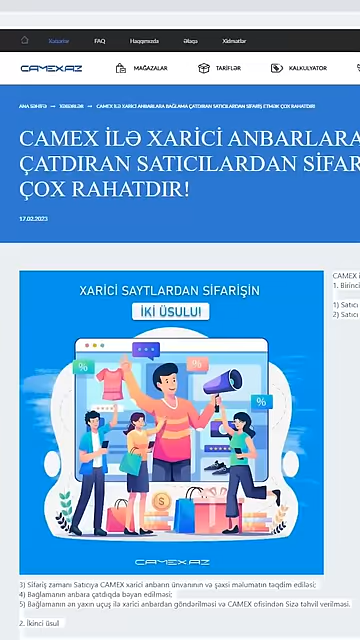 Xəbərlər FAQ Haqqımızda Əlaqə Xidmətlər
CAMEX.AZ MAĞAZALAR TARİFLƏR KALKULYATOR
ANA SƏHİFƏ → XƏBƏRLƏR → CAMEX İLƏ XARİCİ ANBARLARA BAĞLAMA ÇATDIRAN SATICILARDAN SİFARİŞ ETMƏK ÇOX RAHATDIR!
CAMEX İLƏ XARİCİ ANBARLARA
ÇATDIRAN SATICILARDAN SİFAR
ÇOX RAHATDIR!
17.02.2023
XARİCİ SAYTLARDAN SİFARİŞİN
İKİ ÜSULU!
%
%
%
$
CAMEX.AZ
CAMEX i
1. Birinci
1) Satıcı
2) Satıcı
3) Sifariş zamanı Satıcıya CAMEX xarici anbarın ünvanının və şəxsi məlumatın təqdim edilməsi;
4) Bağlamanın anbara çatdıqda bəyan edilməsi;
5) Bağlamanın ən yaxın uçuş ilə xarici anbardan göndərilməsi və CAMEX ofisindən Sizə təhvil verilməsi.
2. İkinci üsul